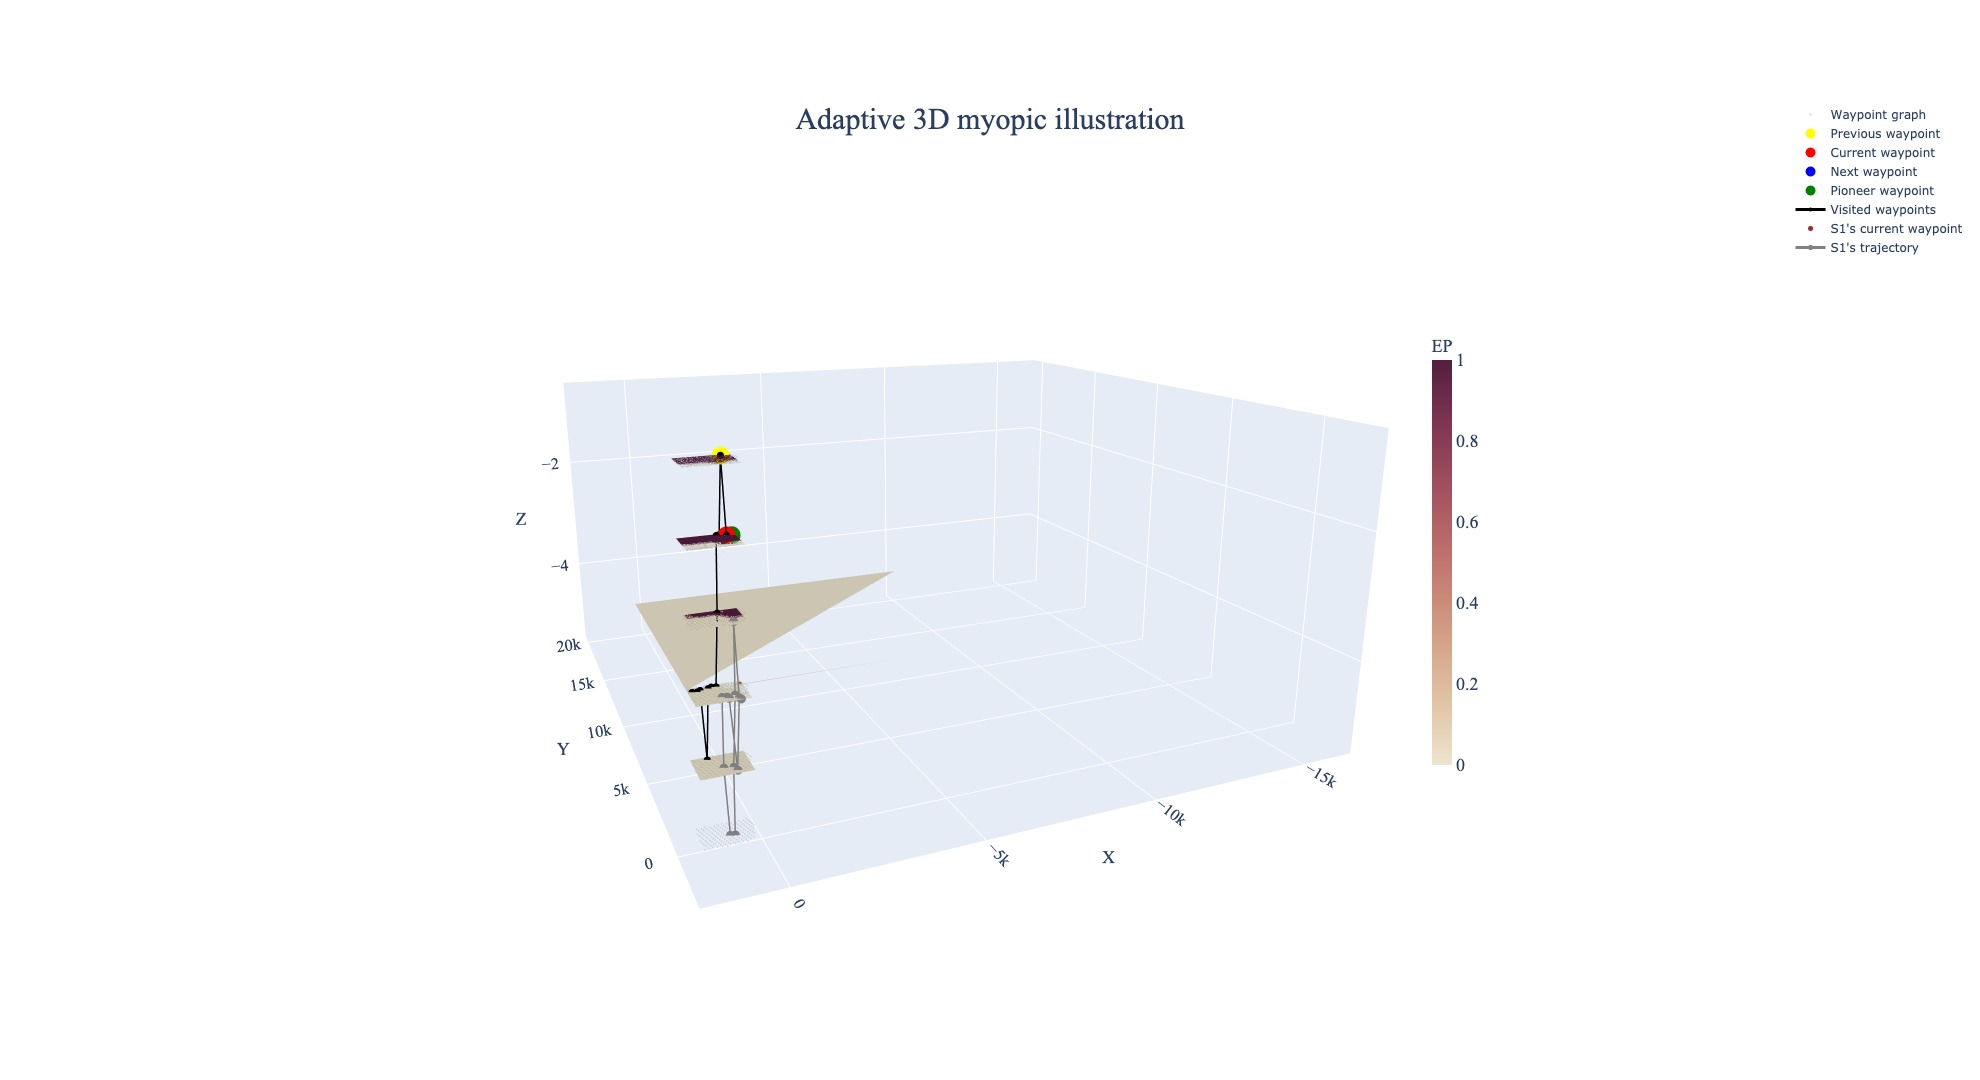 Adaptive 3D myopic illustration
Waypoint graph
Previous waypoint
Current waypoint
Next waypoint
Pioneer waypoint
Visited waypoints
S1's current waypoint
S1's trajectory
EP
1
0.8
0.6
0.4
0.2
0
−2
−4
Z
20k
15k
10k
5k
0
Y
0
−5k
−10k
−15k
X